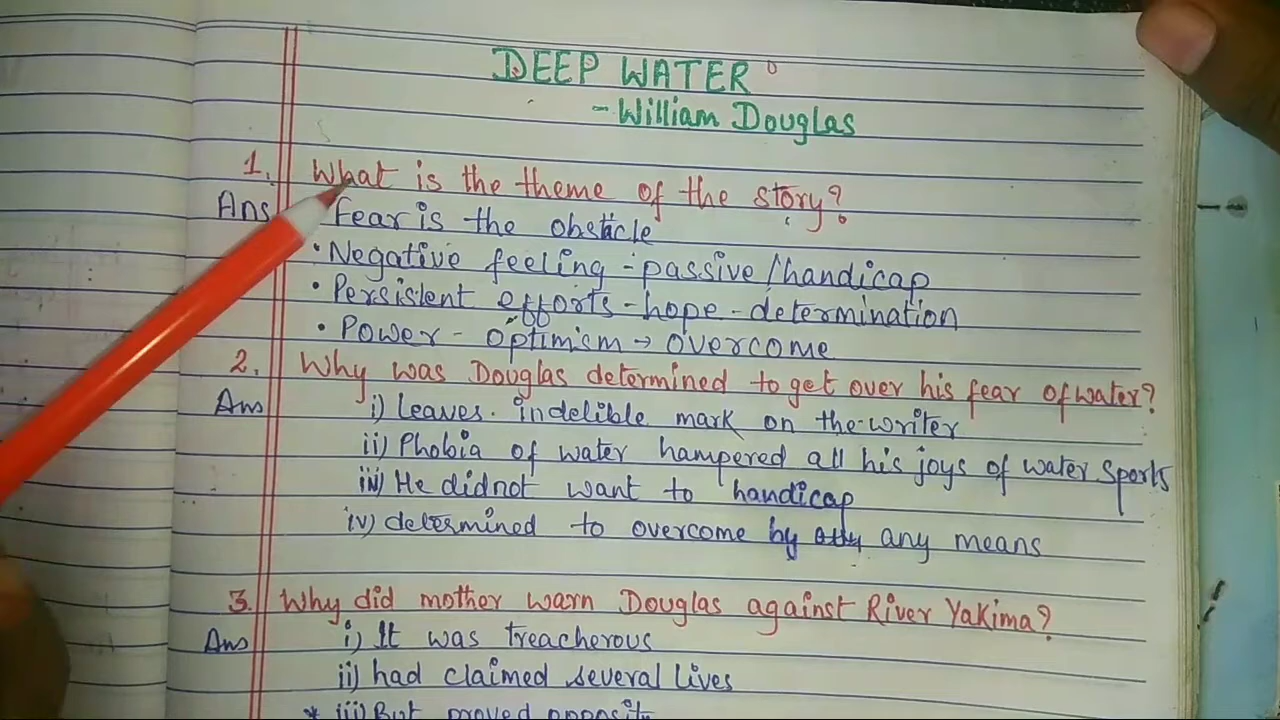 DEEP WATER
- William Douglas
1. What is the theme of the story?
Ans Fear is the obstacle
• Negative feeling - passive/handicap
• Persistent efforts - hope - determination
• Power - optimism → overcome
2. Why was Douglas determined to get over his fear of water?
Ans i) Leaves. indelible mark on the writer
ii) Phobia of water hampered all his joys of water sports
iii) He didnot want to handicap
iv) determined to overcome by any means
3. Why did mother warn Douglas against River Yakima?
Ans i) It was treacherous
ii) had claimed several lives
* iii) But proved opposite